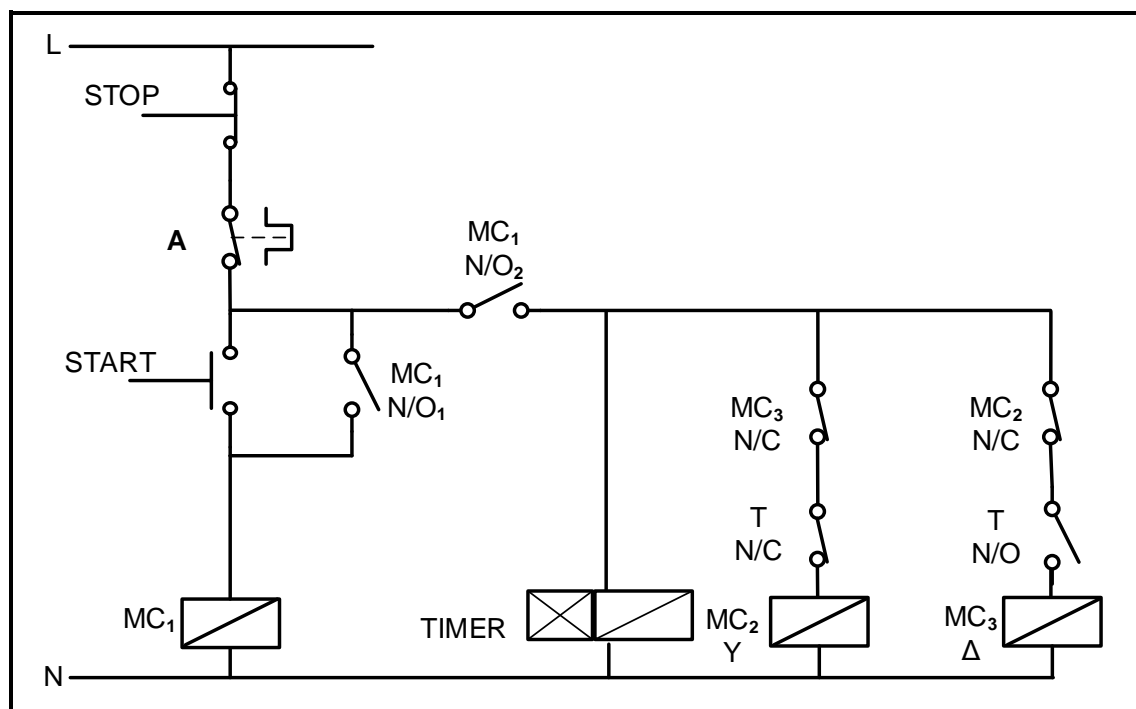 L
STOP
A
MC₁
N/O₂
START
MC₁
N/O₁
MC₃
N/C
MC₂
N/C
T
N/C
T
N/O
MC₁
TIMER
MC₂
Y
MC₃
Δ
N